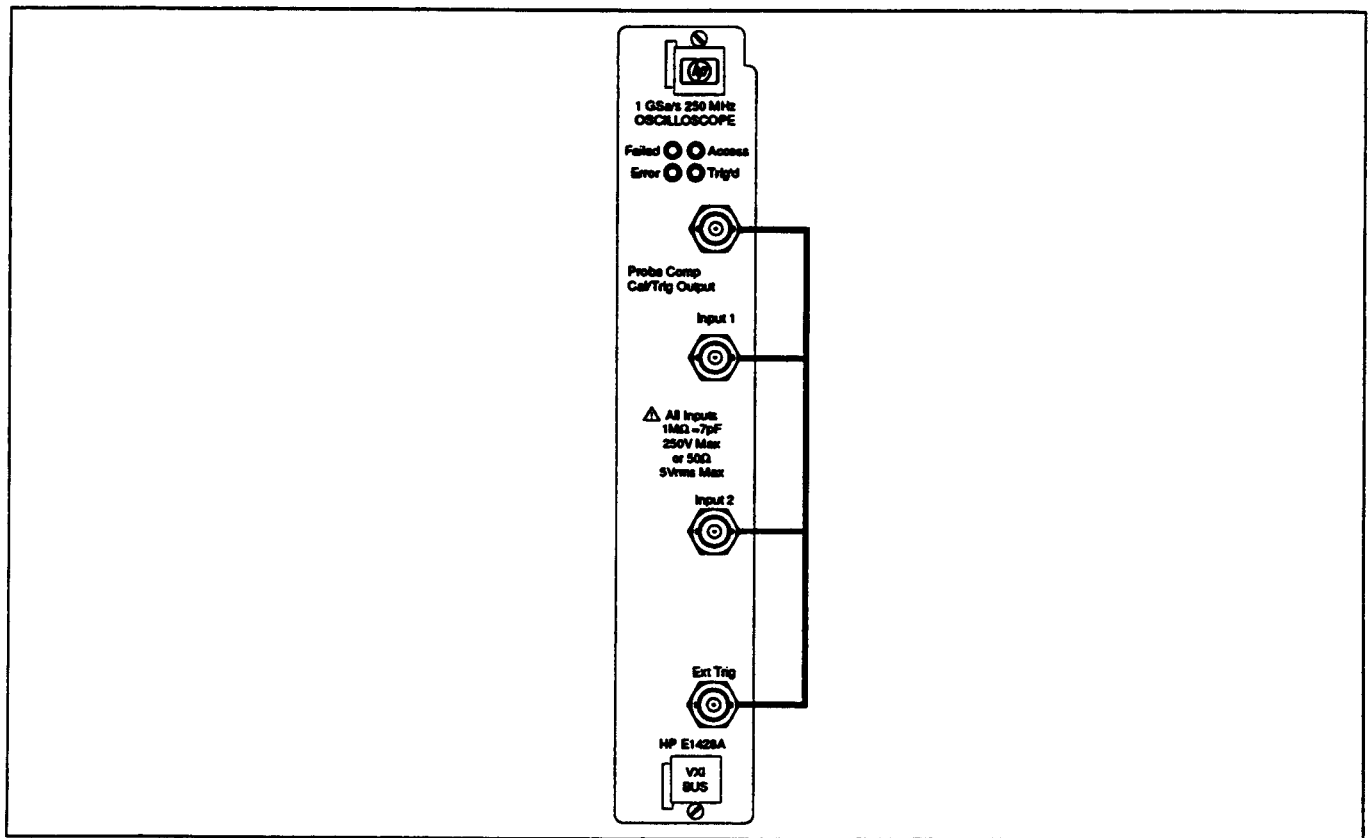 hp
1 GSa/s 250 MHz
OSCILLOSCOPE
Failed Access
Error Trig'd
Probe Comp
Cal/Trig Output
Input 1
⚠ All Inputs
1MΩ =7pF
250V Max
or 50Ω
5Vrms Max
Input 2
Ext Trig
HP E1428A
VXI
BUS